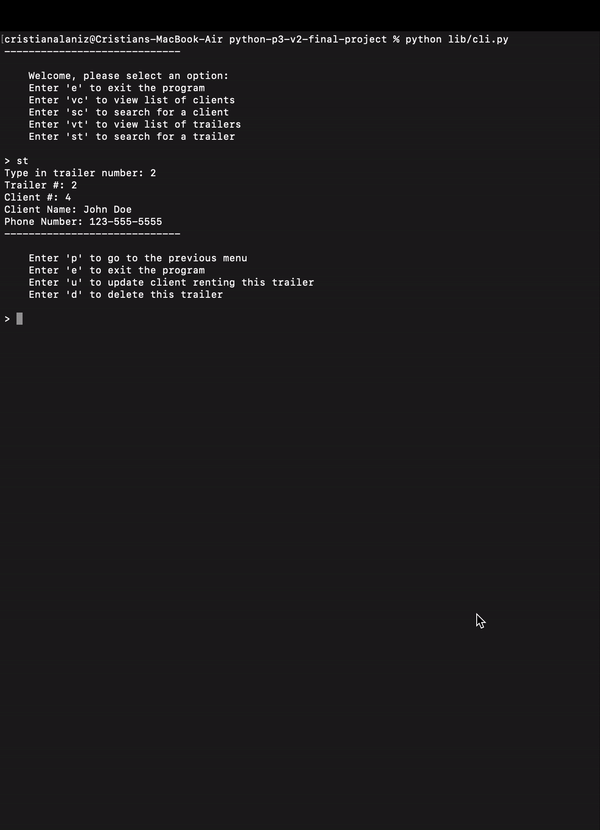 [cristianalaniz@Cristians-MacBook-Air python-p3-v2-final-project % python lib/cli.py
-----------------------------
Welcome, please select an option:
Enter 'e' to exit the program
Enter 'vc' to view list of clients
Enter 'sc' to search for a client
Enter 'vt' to view list of trailers
Enter 'st' to search for a trailer
> st
Type in trailer number: 2
Trailer #: 2
Client #: 4
Client Name: John Doe
Phone Number: 123-555-5555
-----------------------------
Enter 'p' to go to the previous menu
Enter 'e' to exit the program
Enter 'u' to update client renting this trailer
Enter 'd' to delete this trailer
>